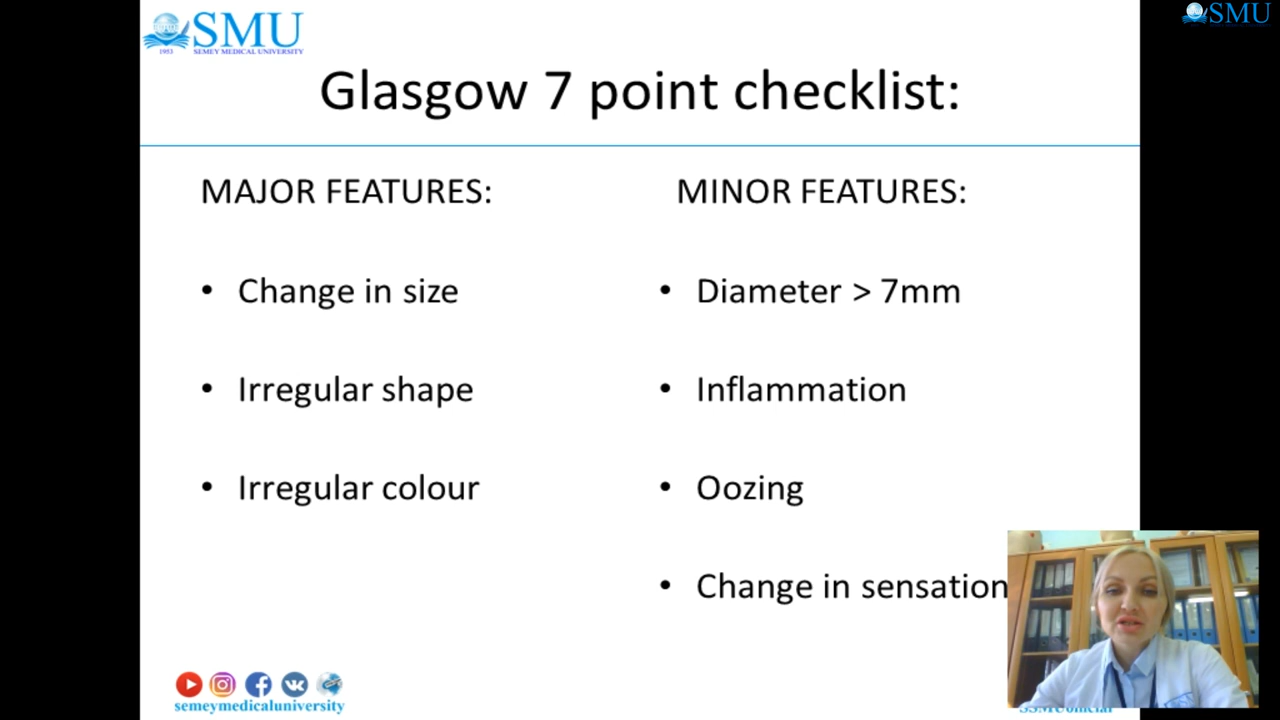 SMU
1953 SEMEY MEDICAL UNIVERSITY
SMU
Glasgow 7 point checklist:
MAJOR FEATURES:
• Change in size
• Irregular shape
• Irregular colour
MINOR FEATURES:
• Diameter > 7mm
• Inflammation
• Oozing
• Change in sensation
semeymedicaluniversity